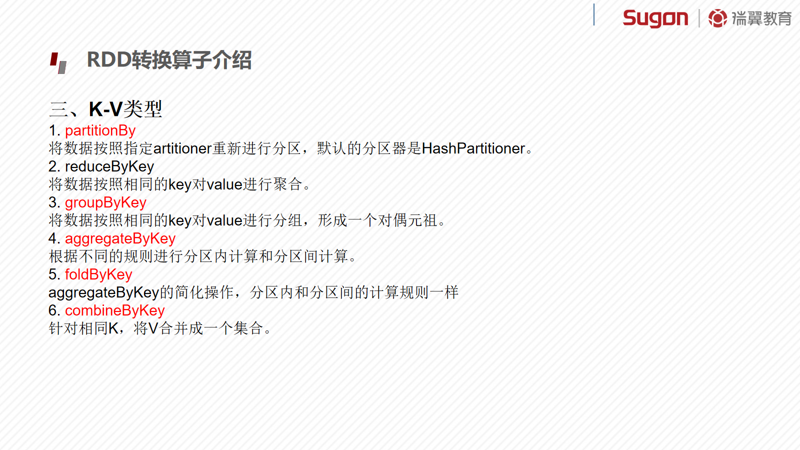 Sugon 瑞翼教育
RDD转换算子介绍
三、K-V类型
1. partitionBy
将数据按照指定artitioner重新进行分区，默认的分区器是HashPartitioner。
2. reduceByKey
将数据按照相同的key对value进行聚合。
3. groupByKey
将数据按照相同的key对value进行分组，形成一个对偶元祖。
4. aggregateByKey
根据不同的规则进行分区内计算和分区间计算。
5. foldByKey
aggregateByKey的简化操作，分区内和分区间的计算规则一样
6. combineByKey
针对相同K，将V合并成一个集合。